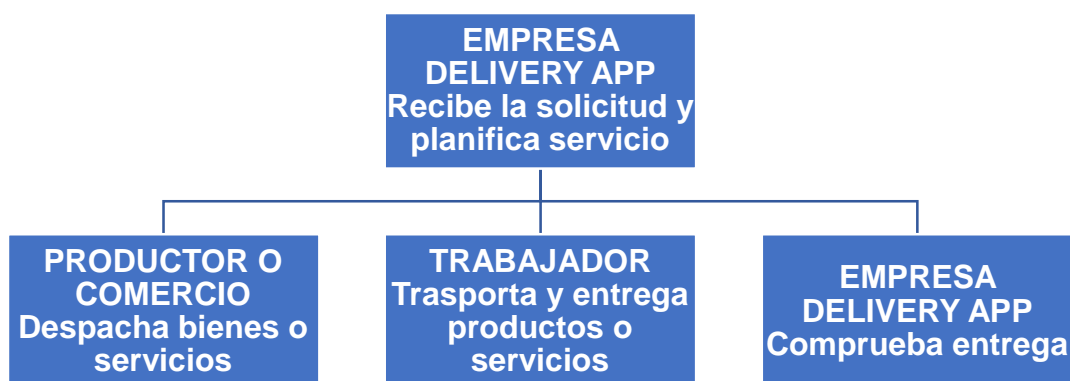 EMPRESA
DELIVERY APP
Recibe la solicitud y
planifica servicio
PRODUCTOR O
COMERCIO
Despacha bienes o
servicios
TRABAJADOR
Trasporta y entrega
productos o
servicios
EMPRESA
DELIVERY APP
Comprueba entrega